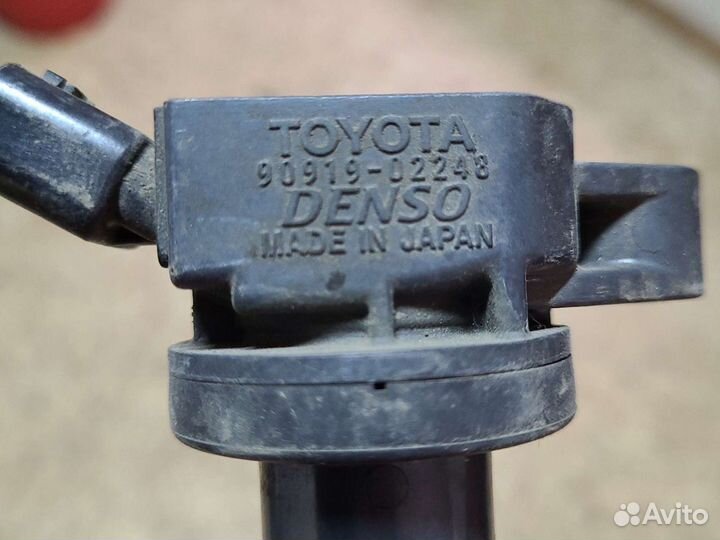 TOYOTA
90919-02248
DENSO
MADE IN JAPAN
Avito